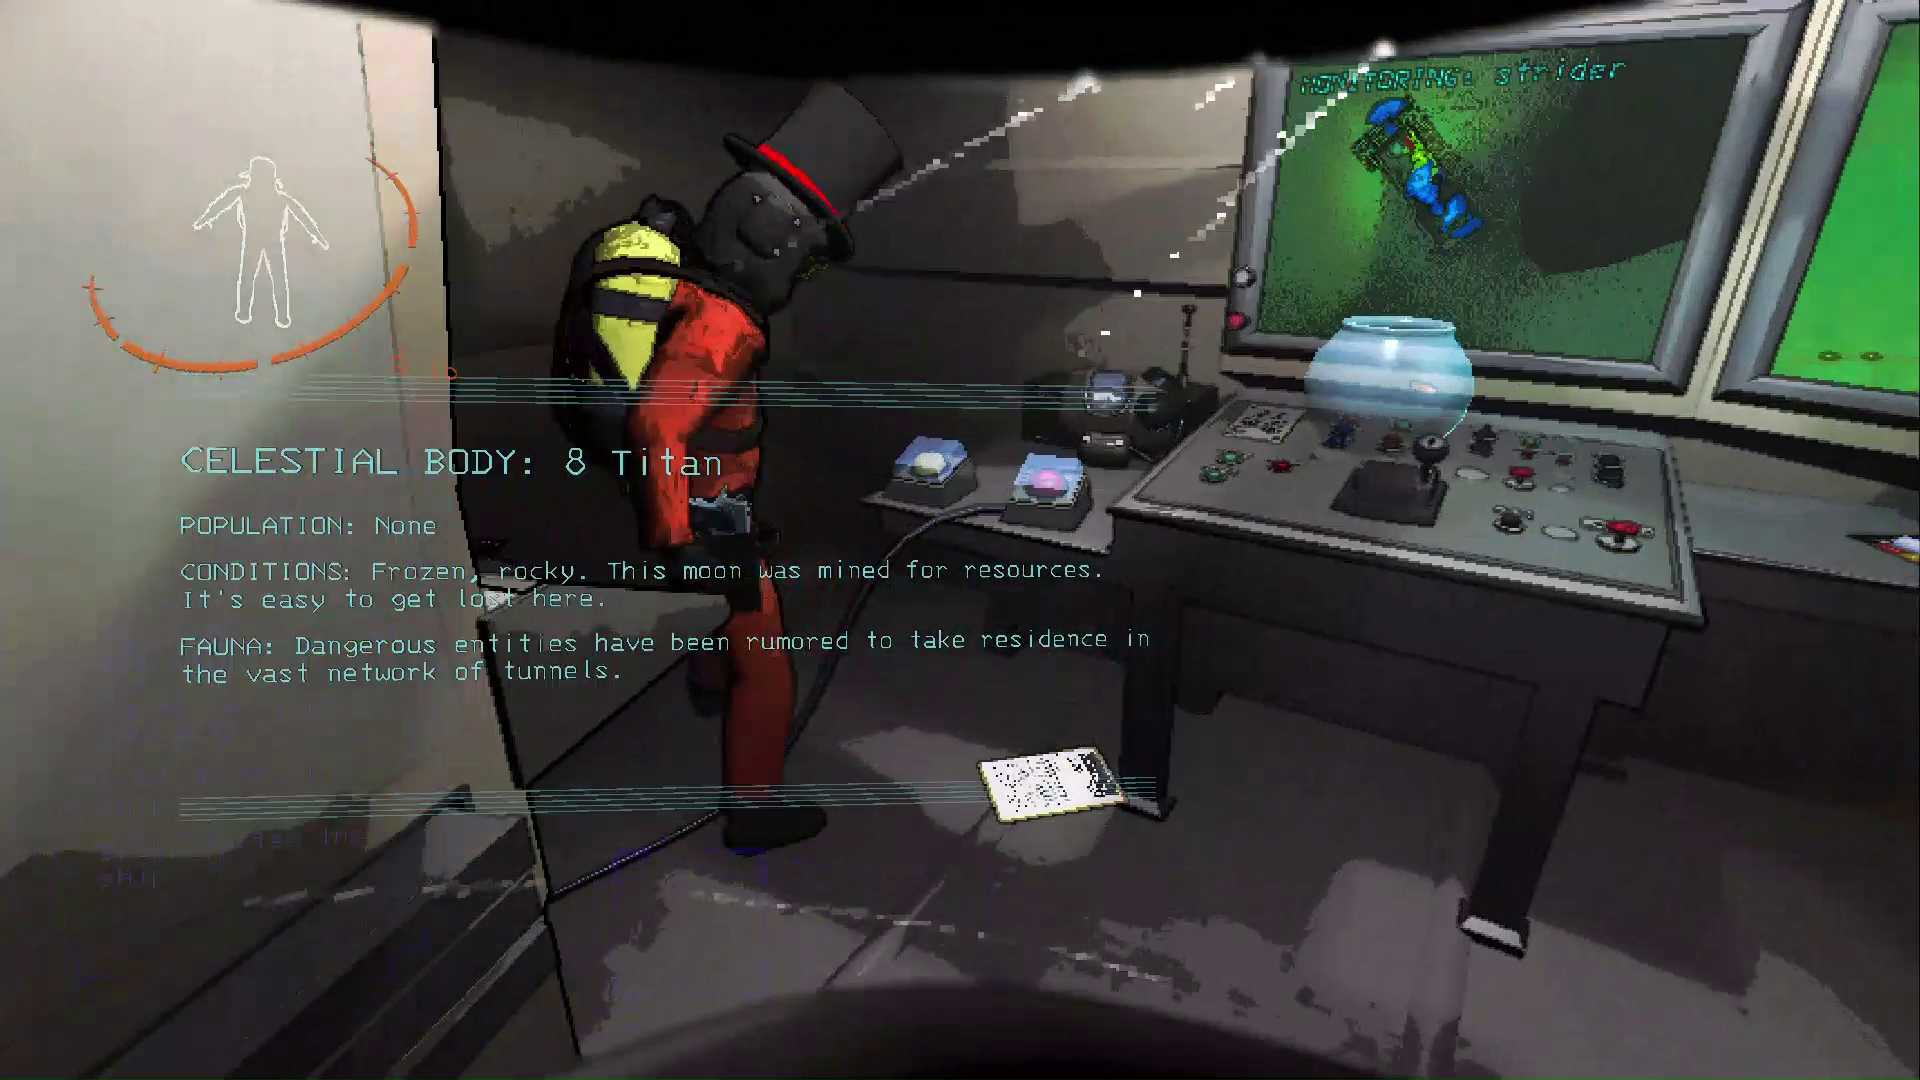 MONITORING: strider
CELESTIAL BODY: 8 Titan
POPULATION: None
CONDITIONS: Frozen, rocky. This moon was mined for resources.
It's easy to get lost here.
FAUNA: Dangerous entities have been rumored to take residence in
the vast network of tunnels.